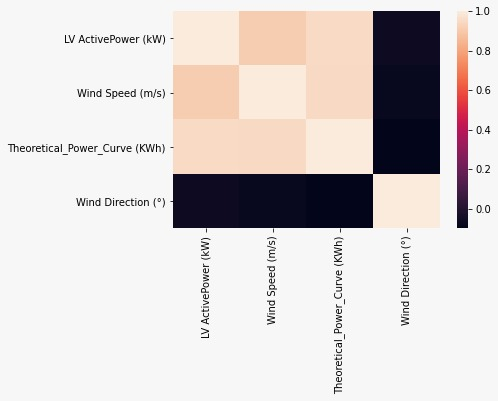 LV ActivePower (kW)
Wind Speed (m/s)
Theoretical_Power_Curve (KWh)
Wind Direction (°)
LV ActivePower (kW)
Wind Speed (m/s)
Theoretical_Power_Curve (KWh)
Wind Direction (°)
1.0
0.8
0.6
0.4
0.2
0.0